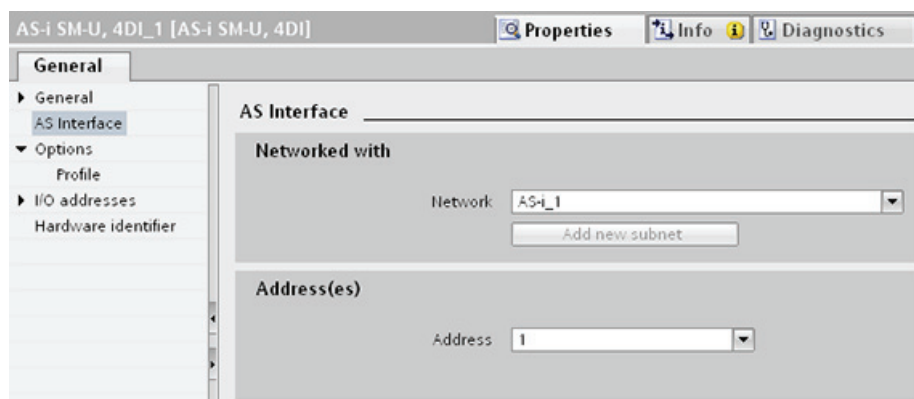 AS-i SM-U, 4DI_1 [AS-i SM-U, 4DI]
Properties
Info
Diagnostics
General
General
AS Interface
Options
Profile
I/O addresses
Hardware identifier
AS Interface
Networked with
Network AS-i_1
Add new subnet
Address(es)
Address 1